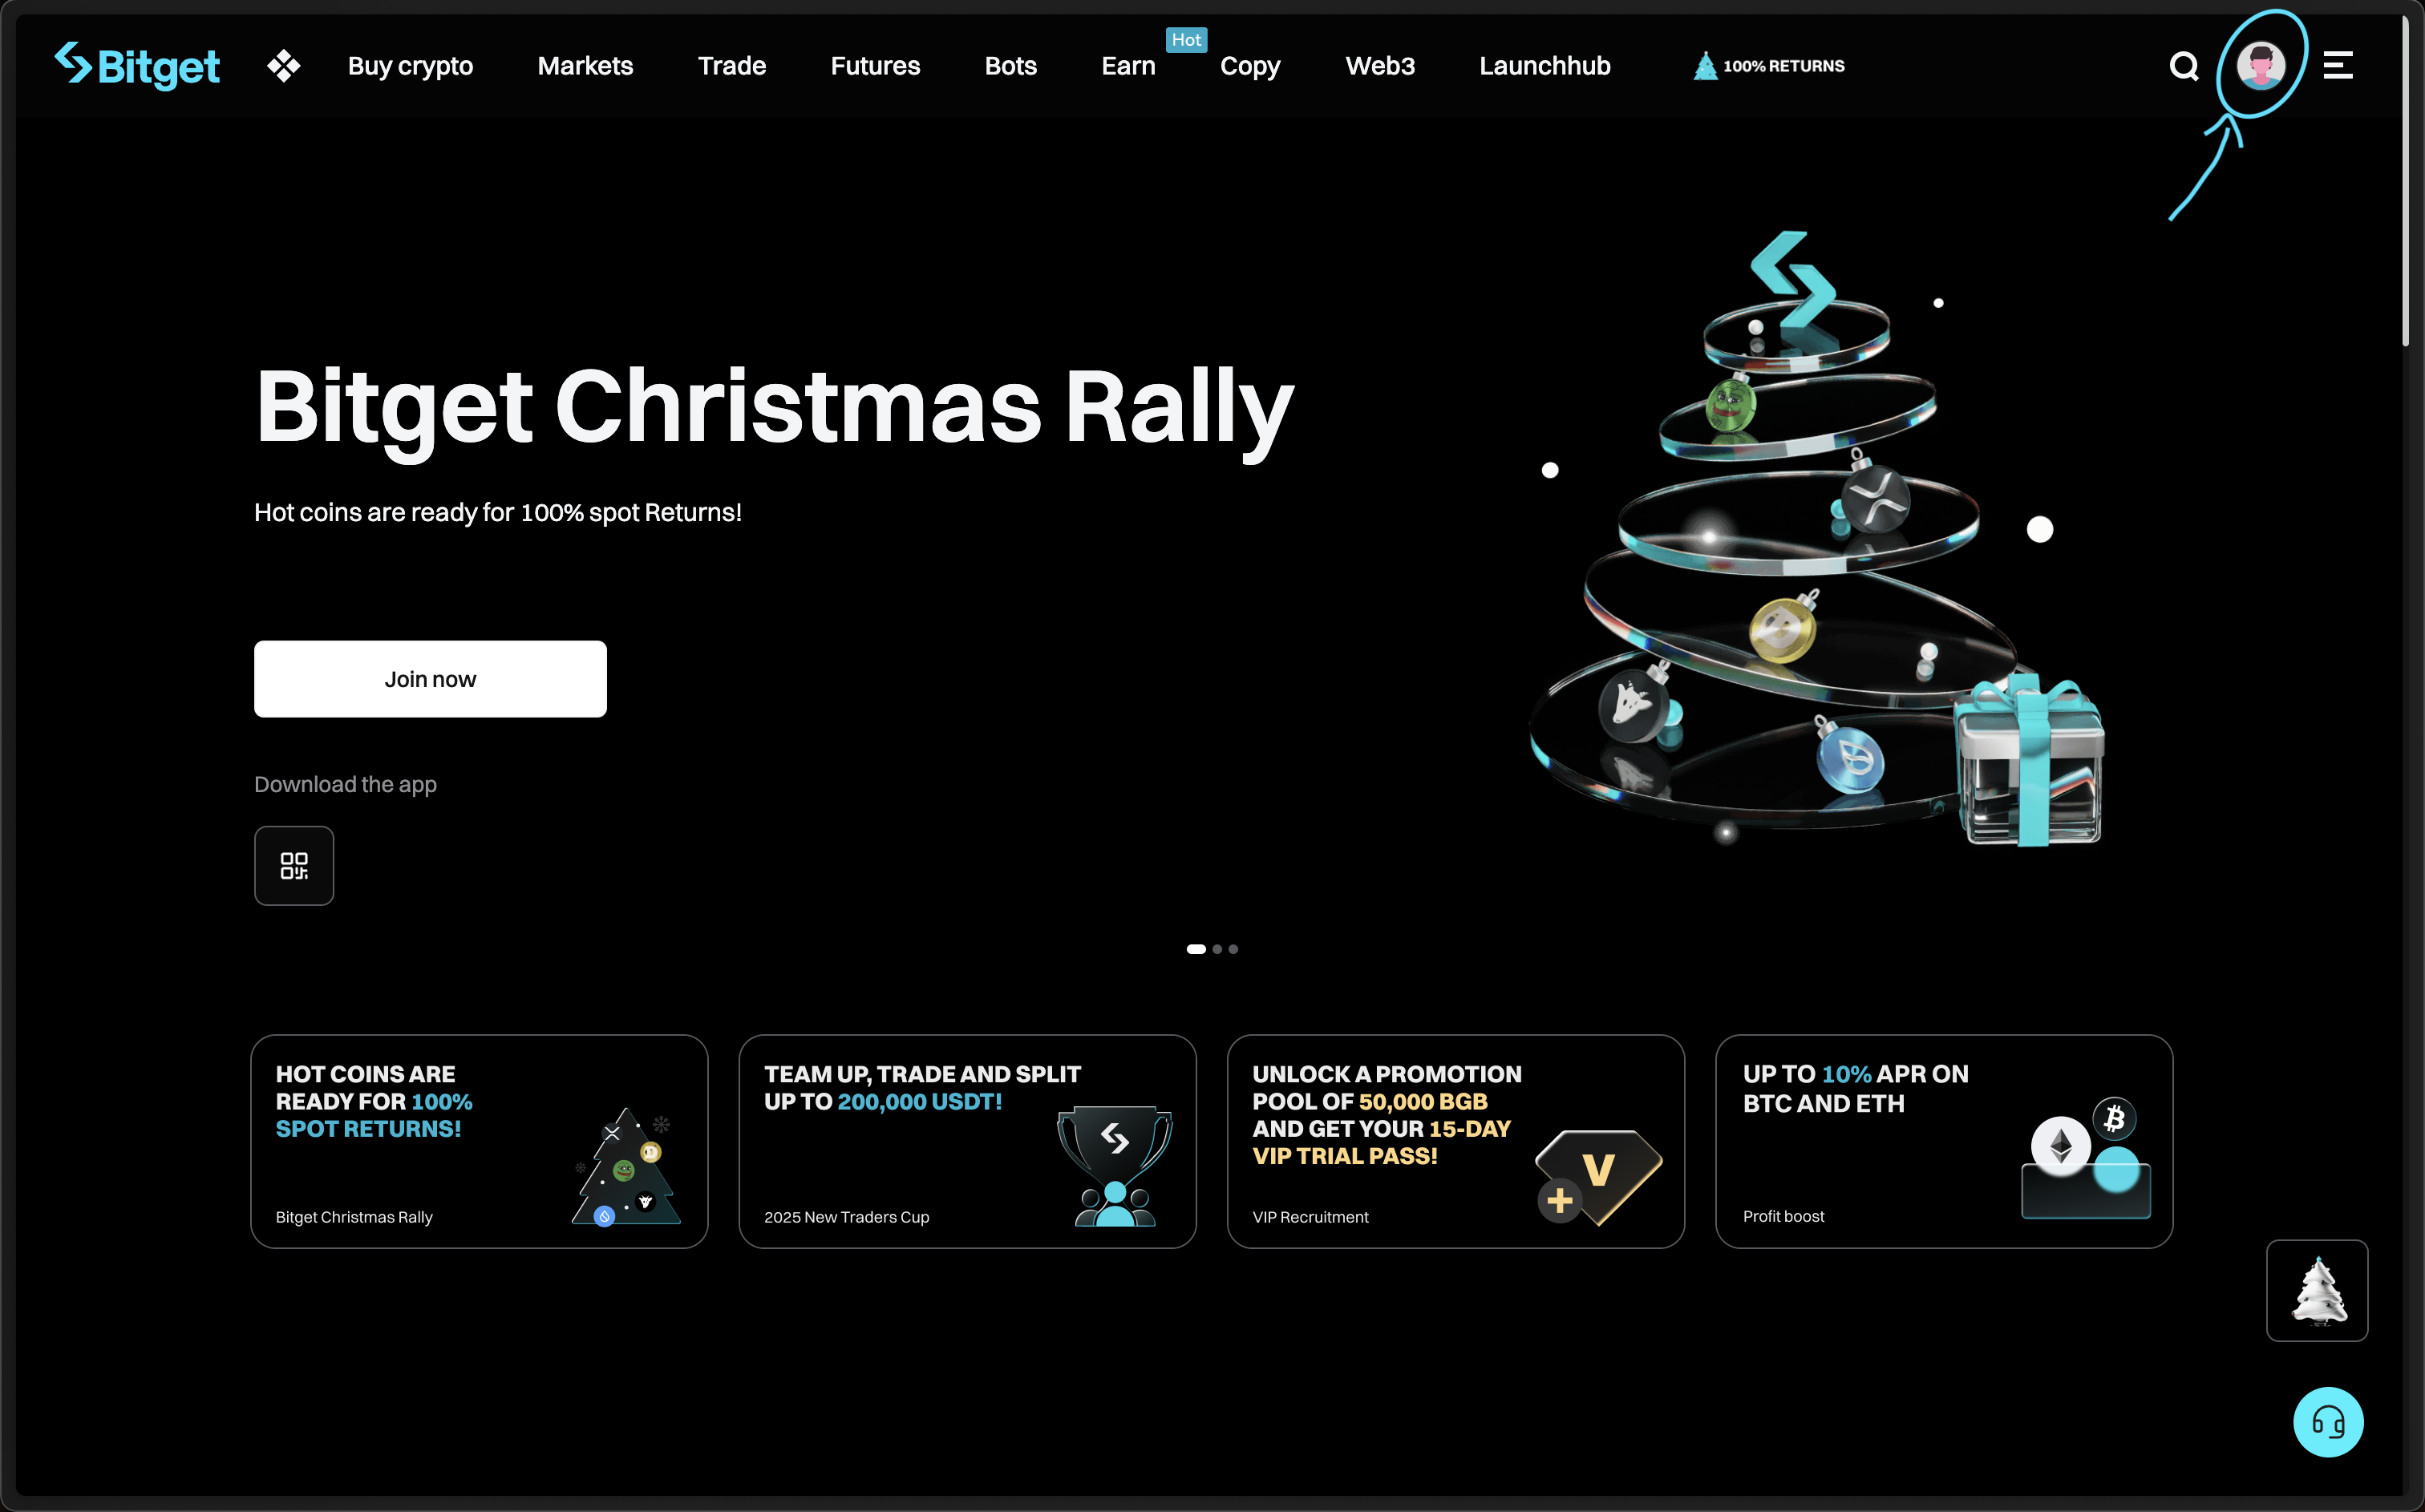 Bitget
Buy crypto
Markets
Trade
Futures
Bots
Earn
Hot
Copy
Web3
Launchhub
100% RETURNS
Bitget Christmas Rally
Hot coins are ready for 100% spot Returns!
Join now
Download the app
HOT COINS ARE
READY FOR 100%
SPOT RETURNS!
Bitget Christmas Rally
TEAM UP, TRADE AND SPLIT
UP TO 200,000 USDT!
2025 New Traders Cup
UNLOCK A PROMOTION
POOL OF 50,000 BGB
AND GET YOUR 15-DAY
VIP TRIAL PASS!
V
VIP Recruitment
UP TO 10% APR ON
BTC AND ETH
Profit boost